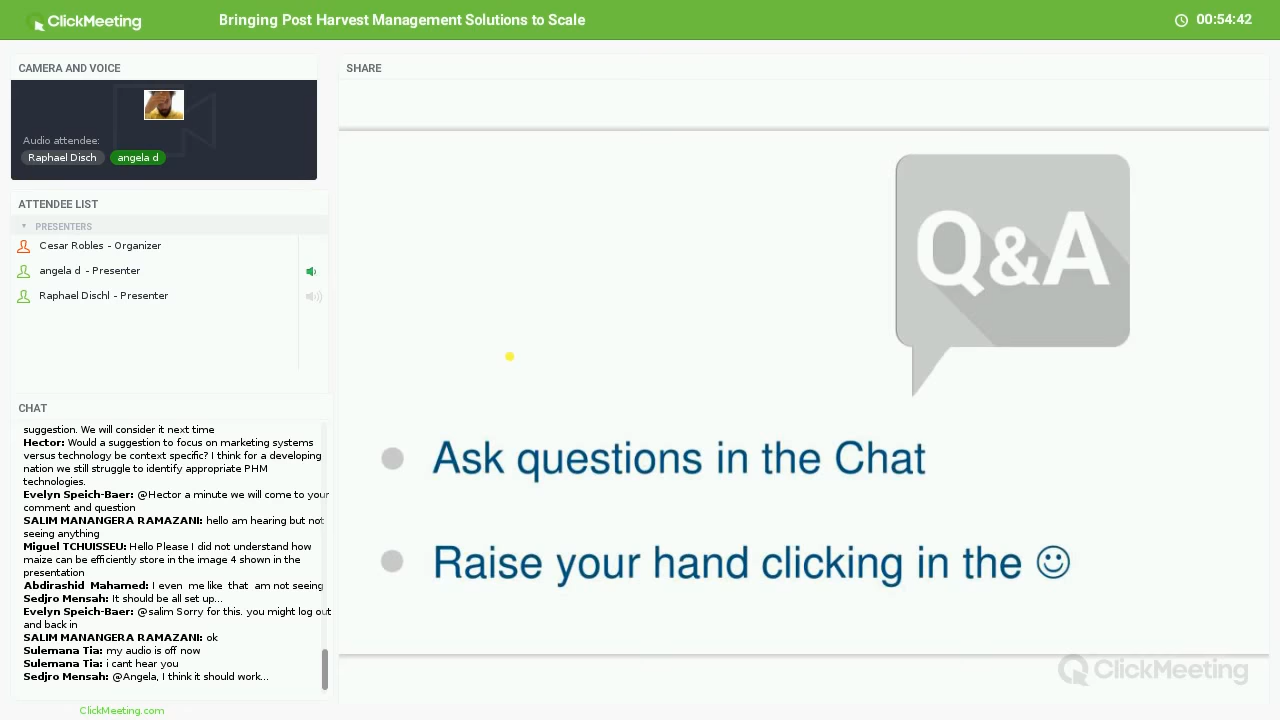 ClickMeeting
Bringing Post Harvest Management Solutions to Scale
00:54:42
CAMERA AND VOICE
Audio attendee:
Raphael Disch
angela d
ATTENDEE LIST
PRESENTERS
Cesar Robles - Organizer
angela d - Presenter
Raphael Dischl - Presenter
CHAT
suggestion. We will consider it next time
Hector: Would a suggestion to focus on marketing systems
versus technology be context specific? I think for a developing
nation we still struggle to identify appropriate PHM
technologies.
Evelyn Speich-Baer: @Hector a minute we will come to your
comment and question
SALIM MANANGERA RAMAZANI: hello am hearing but not
seeing anything
Miguel TCHUISSEU: Hello Please I did not understand how
maize can be efficiently store in the image 4 shown in the
presentation
Abdirashid Mahamed: I even me like that am not seeing
Sedjro Mensah: It should be all set up...
Evelyn Speich-Baer: @salim Sorry for this. you might log out
and back in
SALIM MANANGERA RAMAZANI: ok
Sulemana Tia: my audio is off now
Sulemana Tia: i cant hear you
Sedjro Mensah: @Angela, I think it should work...
ClickMeeting.com
SHARE
Q&A
Ask questions in the Chat
Raise your hand clicking in the ☺
ClickMeeting